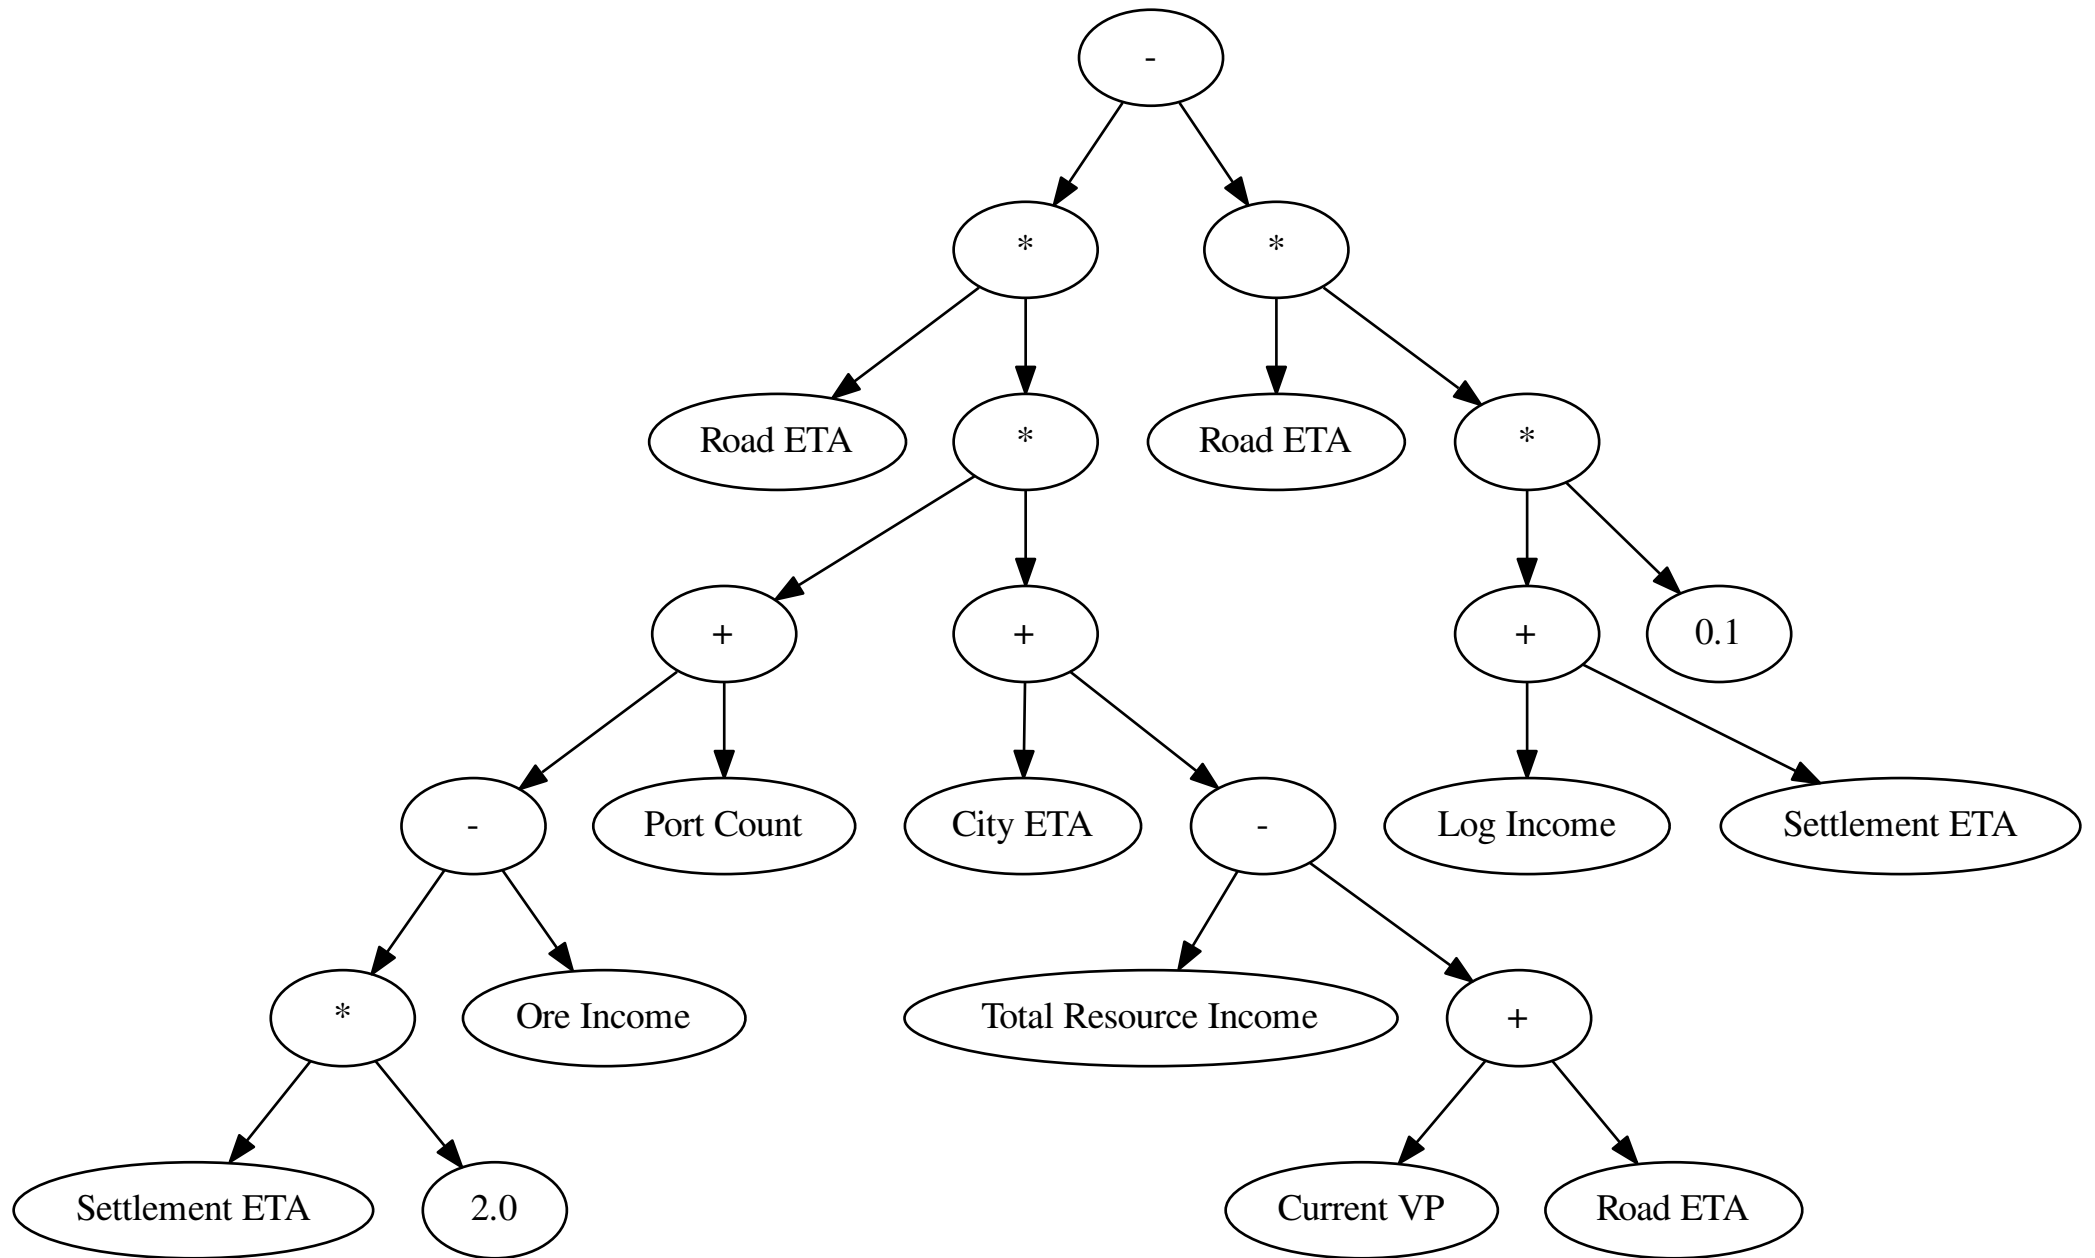 -
*
*
Road ETA
*
Road ETA
*
+
+
+
0.1
-
Port Count
City ETA
-
Log Income
Settlement ETA
*
Ore Income
Total Resource Income
+
Settlement ETA
2.0
Current VP
Road ETA